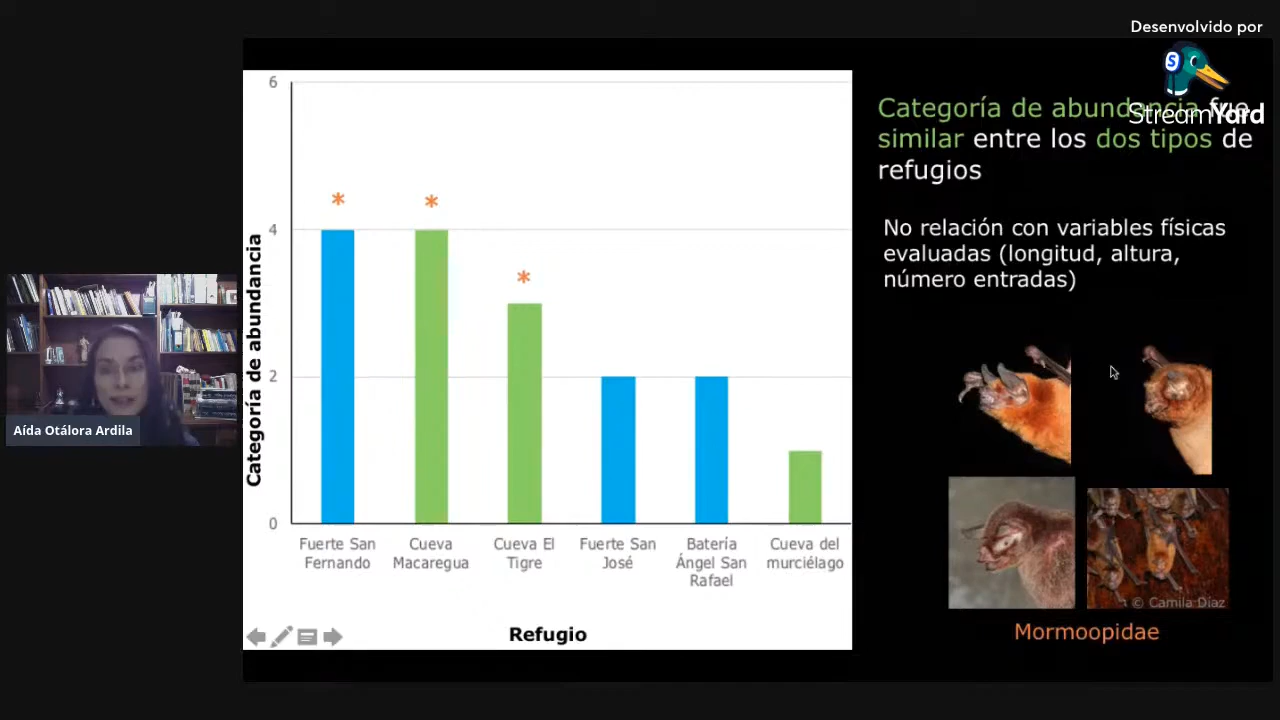 Desenvolvido por
StreamYard
Categoría de abundancia fue
similar entre los dos tipos de
refugios
No relación con variables físicas
evaluadas (longitud, altura,
número entradas)
6
4
2
0
Categoría de abundancia
*
*
*
Fuerte San
Fernando
Cueva
Macaregua
Cueva El
Tigre
Fuerte San
José
Batería
Ángel San
Rafael
Cueva del
murciélago
Refugio
Aída Otálora Ardila
© Camila Díaz
Mormoopidae